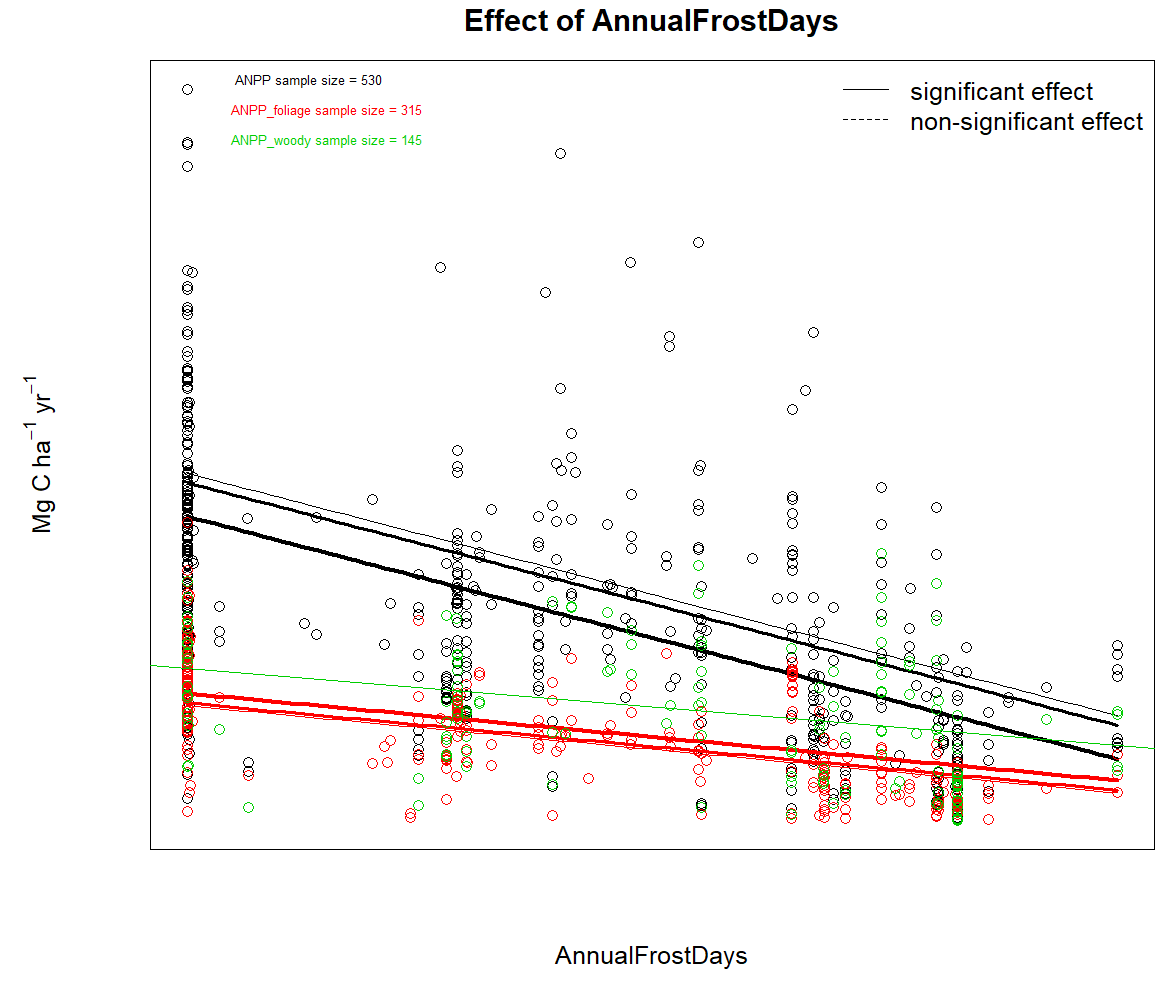 Effect of AnnualFrostDays
ANPP sample size = 530
ANPP_foliage sample size = 315
ANPP_woody sample size = 145
significant effect
non-significant effect
Mg C ha⁻¹ yr⁻¹
AnnualFrostDays